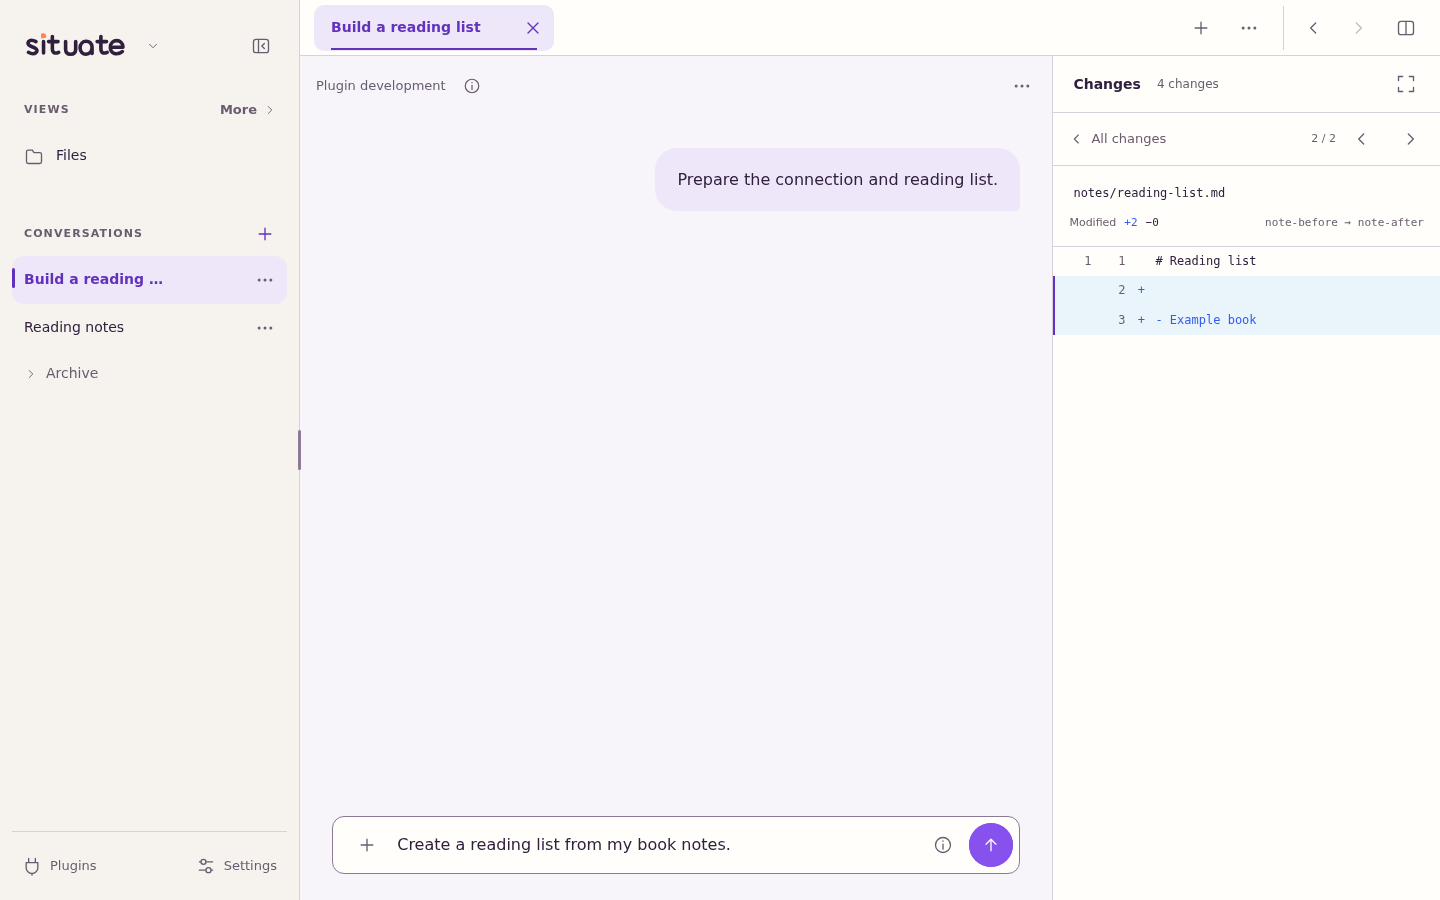 situate
VIEWS
More
Files
CONVERSATIONS
Build a reading ...
Reading notes
Archive
Plugins
Settings
Build a reading list
Plugin development
Prepare the connection and reading list.
Create a reading list from my book notes.
Changes 4 changes
All changes 2 / 2
notes/reading-list.md
Modified +2 −0 note-before → note-after
1 1 # Reading list
2 +
3 + - Example book